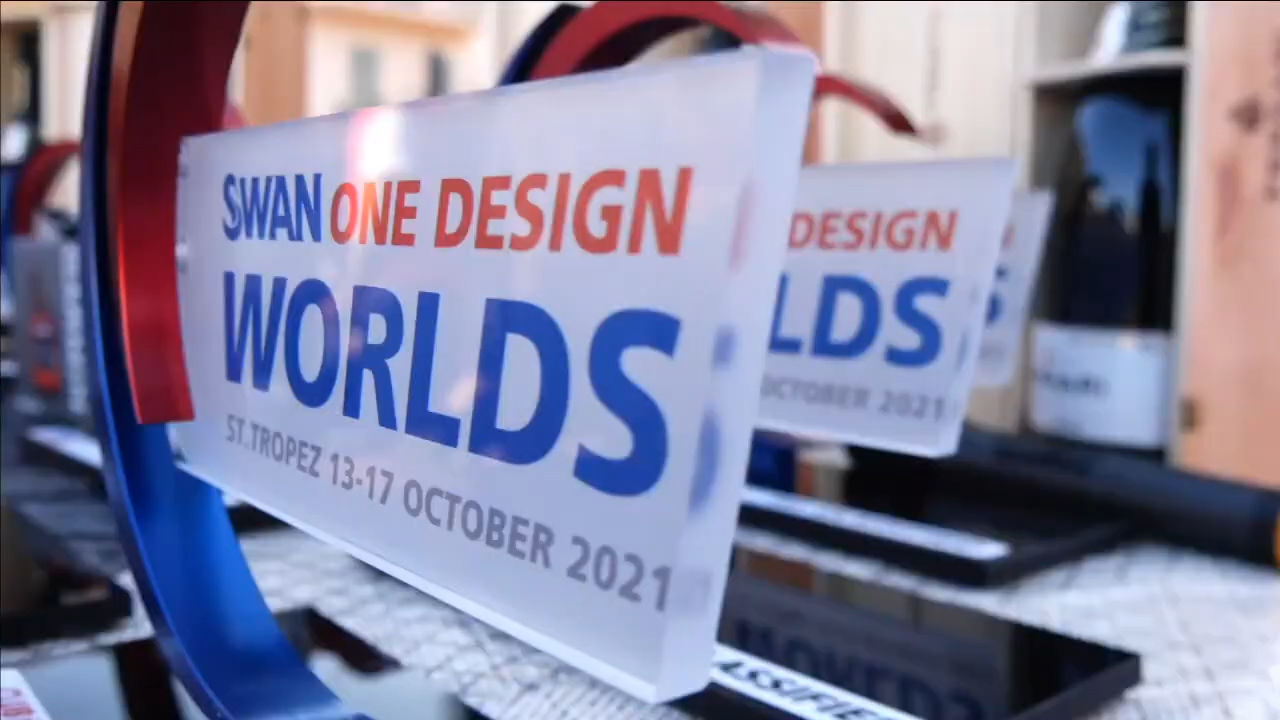 SWAN ONE DESIGN
WORLDS
ST.TROPEZ 13-17 OCTOBER 2021
DESIGN
LDS
OCTOBER 2021